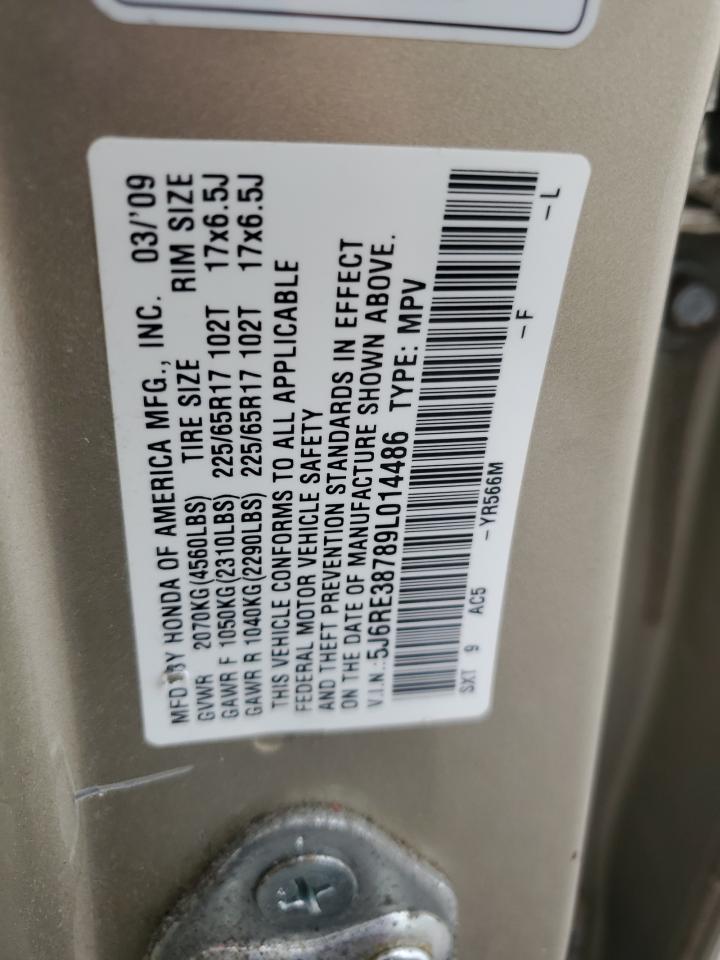 MFD BY HONDA OF AMERICA MFG., INC. 03/'09
GVWR 2070KG(4560LBS) TIRE SIZE RIM SIZE
GAWR F 1050KG(2310LBS) 225/65R17 102T 17x6.5J
GAWR R 1040KG(2290LBS) 225/65R17 102T 17x6.5J
THIS VEHICLE CONFORMS TO ALL APPLICABLE
FEDERAL MOTOR VEHICLE SAFETY
AND THEFT PREVENTION STANDARDS IN EFFECT
ON THE DATE OF MANUFACTURE SHOWN ABOVE.
V.I.N.:5J6RE38789L014486 TYPE: MPV
SXT 9 AC5 -YR566M -F -L